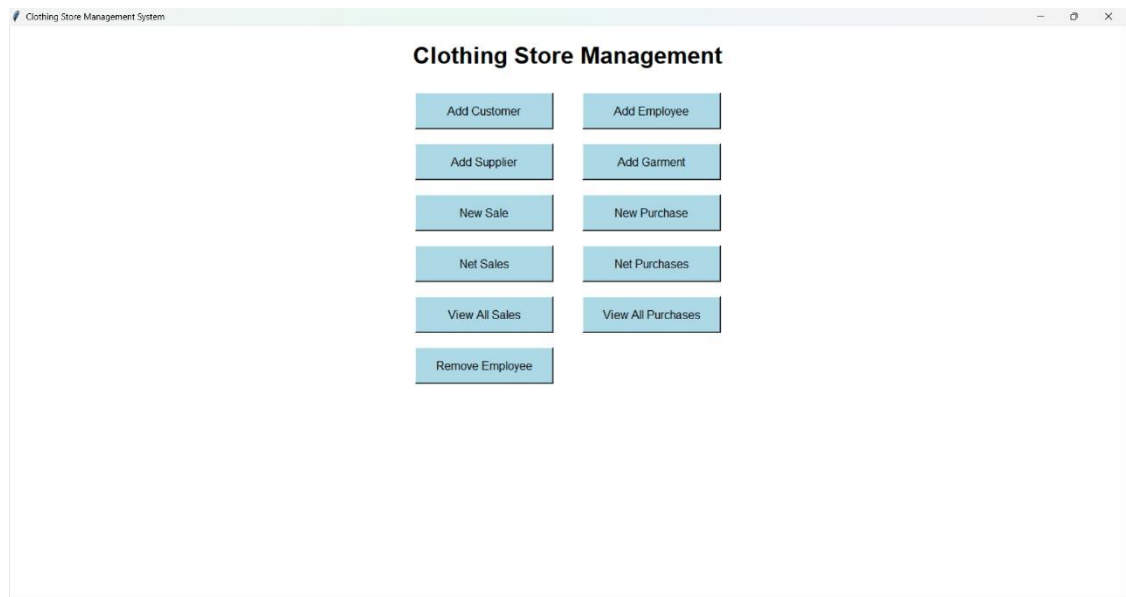 Clothing Store Management System
Clothing Store Management
Add Customer Add Employee
Add Supplier Add Garment
New Sale New Purchase
Net Sales Net Purchases
View All Sales View All Purchases
Remove Employee